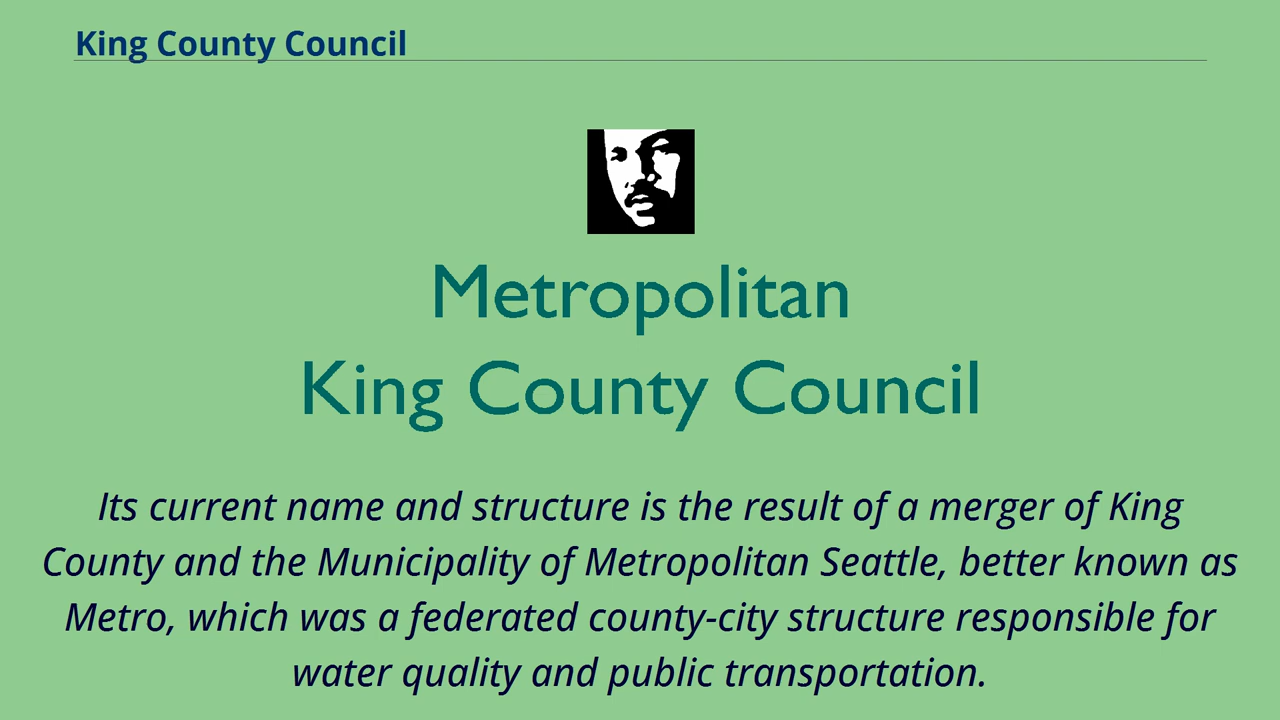 King County Council
Metropolitan
King County Council
Its current name and structure is the result of a merger of King
County and the Municipality of Metropolitan Seattle, better known as
Metro, which was a federated county-city structure responsible for
water quality and public transportation.